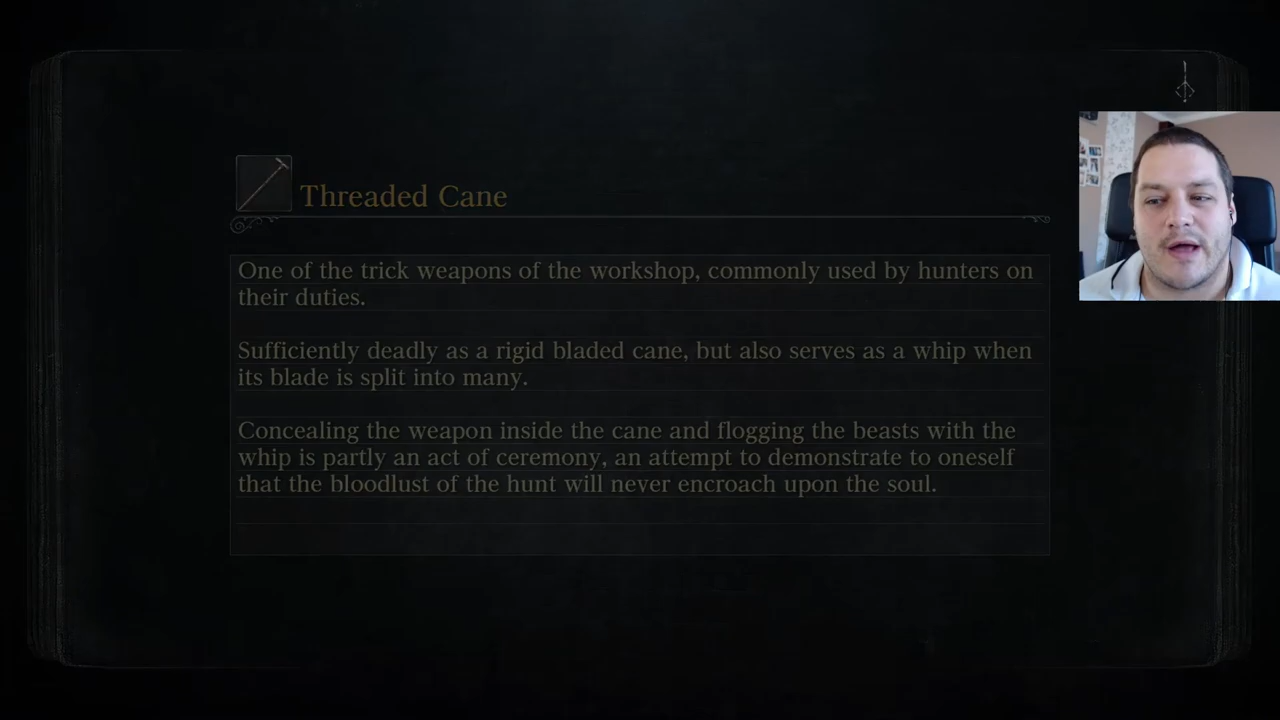 Threaded Cane
One of the trick weapons of the workshop, commonly used by hunters on
their duties.
Sufficiently deadly as a rigid bladed cane, but also serves as a whip when
its blade is split into many.
Concealing the weapon inside the cane and flogging the beasts with the
whip is partly an act of ceremony, an attempt to demonstrate to oneself
that the bloodlust of the hunt will never encroach upon the soul.